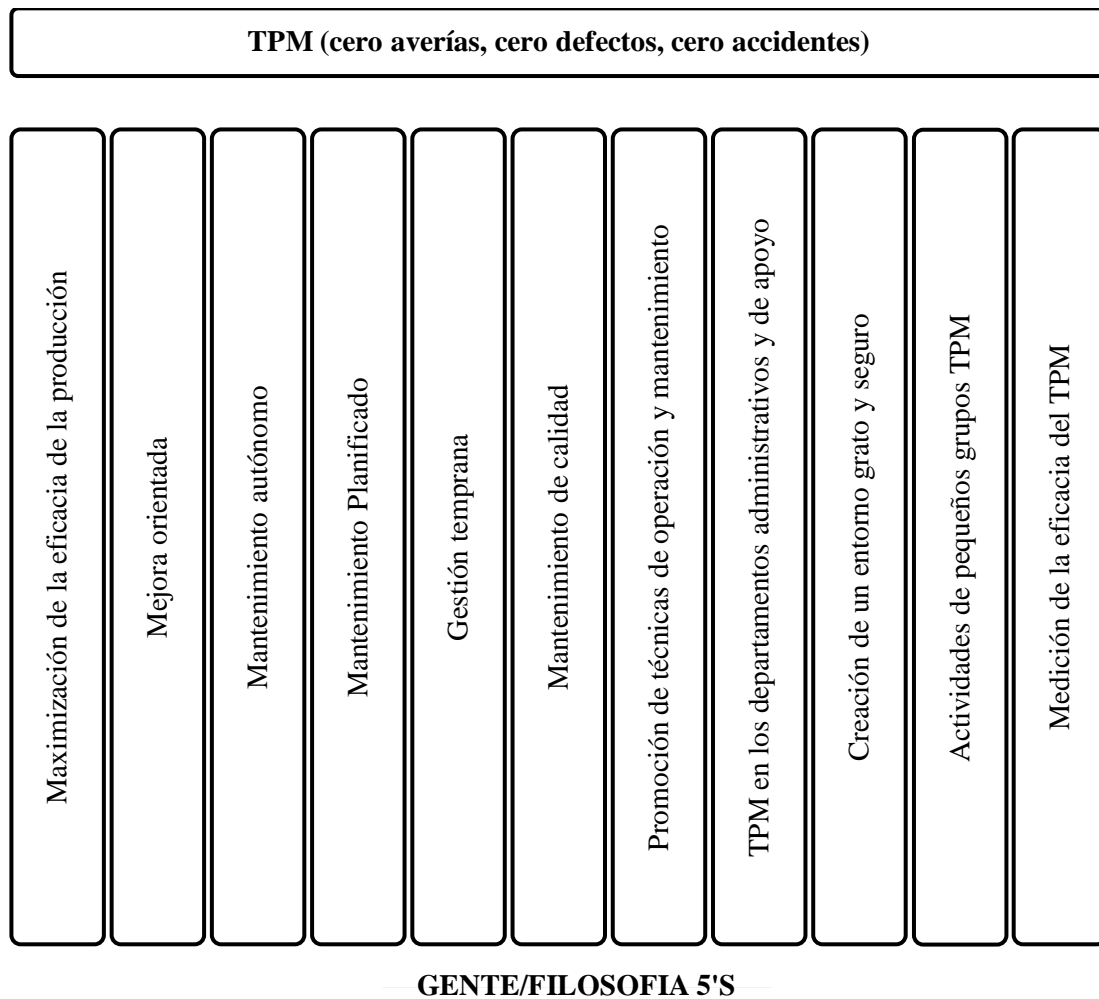 TPM (cero averías, cero defectos, cero accidentes)
Maximización de la eficacia de la producción
Mejora orientada
Mantenimiento autónomo
Mantenimiento Planificado
Gestión temprana
Mantenimiento de calidad
Promoción de técnicas de operación y mantenimiento
TPM en los departamentos administrativos y de apoyo
Creación de un entorno grato y seguro
Actividades de pequeños grupos TPM
Medición de la eficacia del TPM
GENTE/FILOSOFIA 5'S